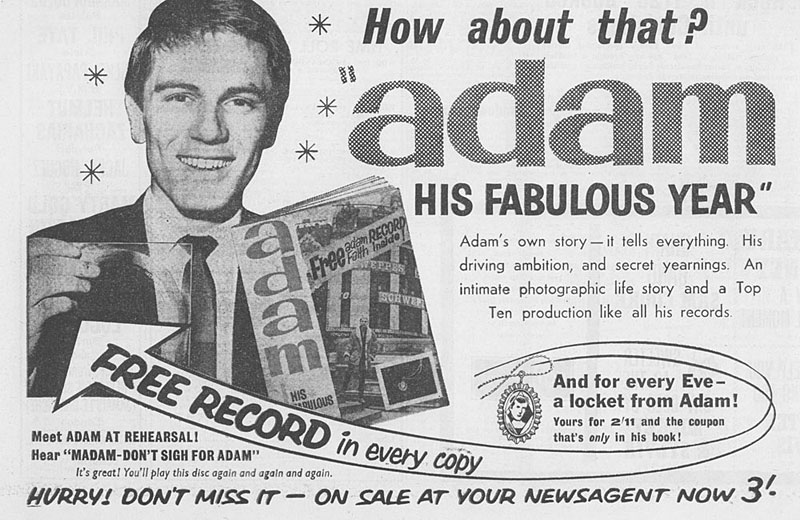 How about that?
"adam
HIS FABULOUS YEAR"
Adam's own story—it tells everything. His
driving ambition, and secret yearnings. An
intimate photographic life story and a Top
Ten production like all his records.
adam
HIS
FABULOUS
Free adam RECORD
Faith Inside!
SCHWEPPES
SCHWEP
And for every Eve—
a locket from Adam!
Yours for 2'11 and the coupon
that's only in his book!
FREE RECORD in every copy
Meet ADAM AT REHEARSAL!
Hear "MADAM-DON'T SIGH FOR ADAM"
It's great! You'll play this disc again and again and again.
HURRY! DON'T MISS IT — ON SALE AT YOUR NEWSAGENT NOW 3'-